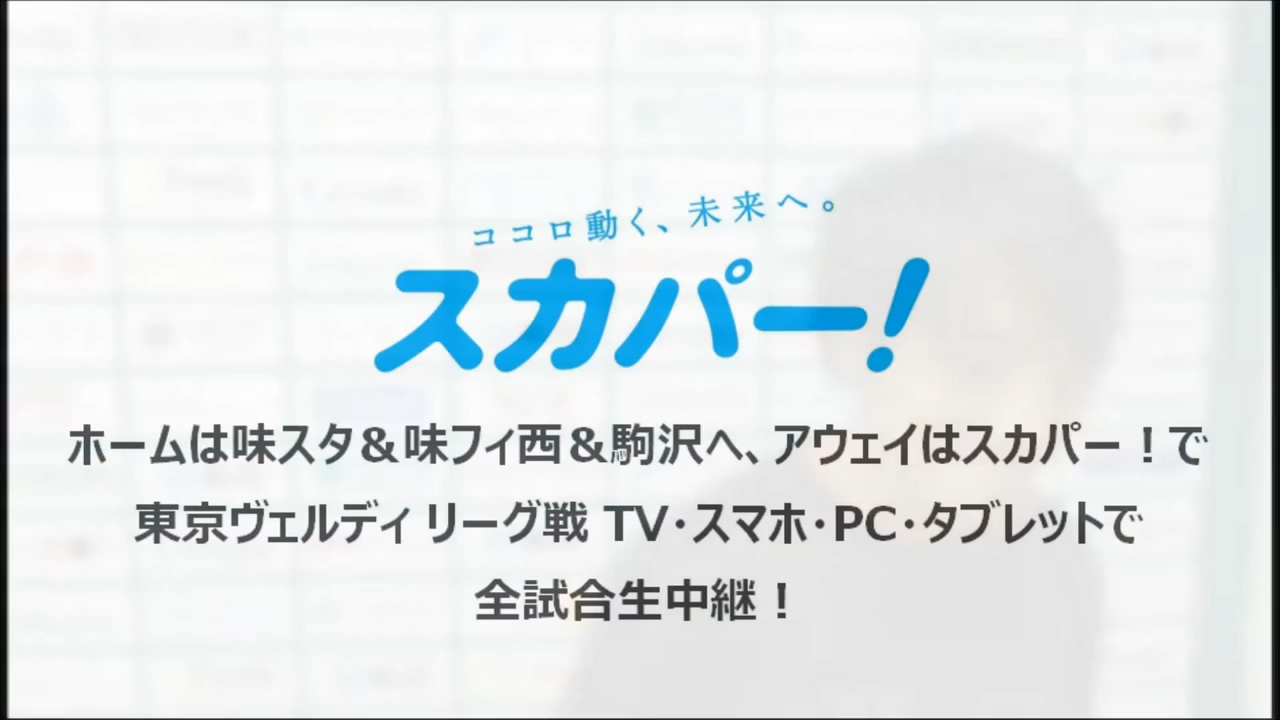 ココロ動く、未来へ。
スカパー!
ホームは味スタ&味フィ西&駒沢へ、アウェイはスカパー!で
東京ヴェルディリーグ戦 TV・スマホ・PC・タブレットで
全試合生中継!